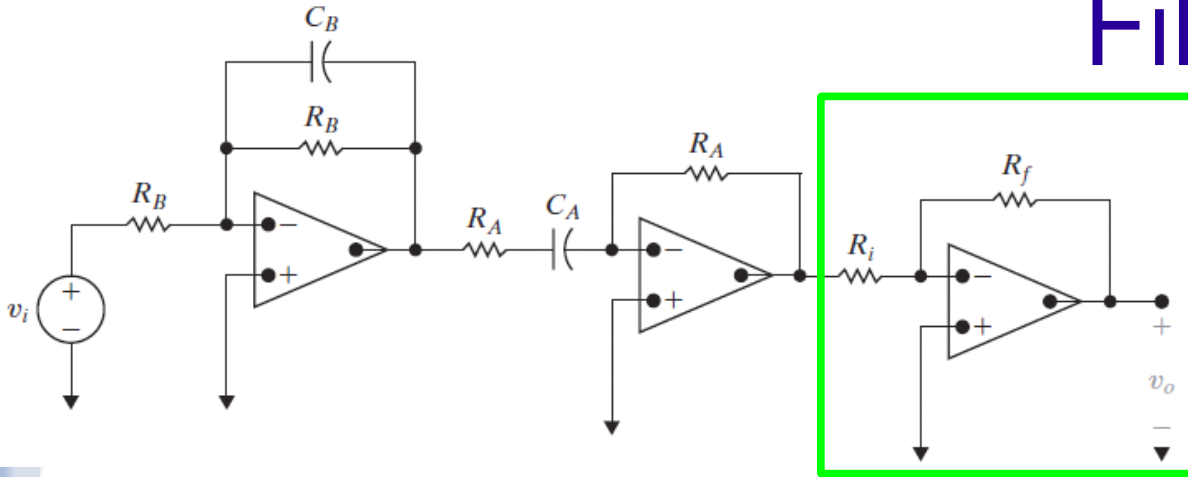 Fil
C_B
R_B
R_B
R_A
C_A
R_A
R_i
R_f
v_i
+
−
−
+
−
+
−
+
+
v_o
−